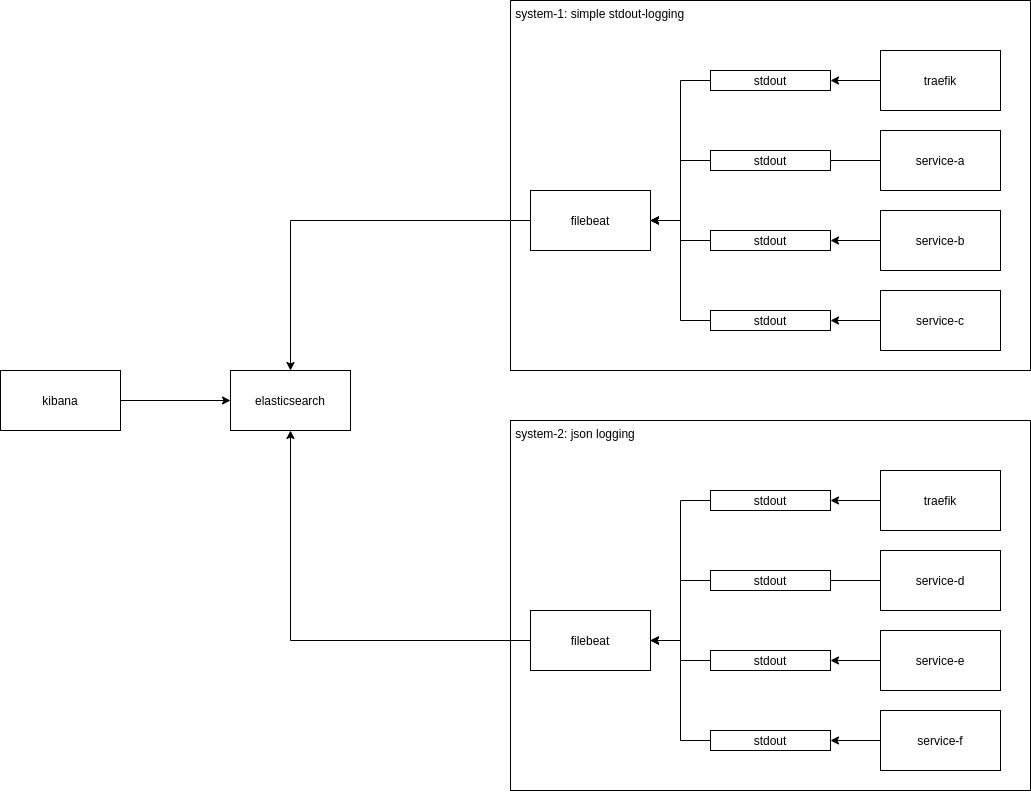 system-1: simple stdout-logging
stdout
traefik
stdout
service-a
filebeat
stdout
service-b
stdout
service-c
kibana
elasticsearch
system-2: json logging
stdout
traefik
stdout
service-d
filebeat
stdout
service-e
stdout
service-f